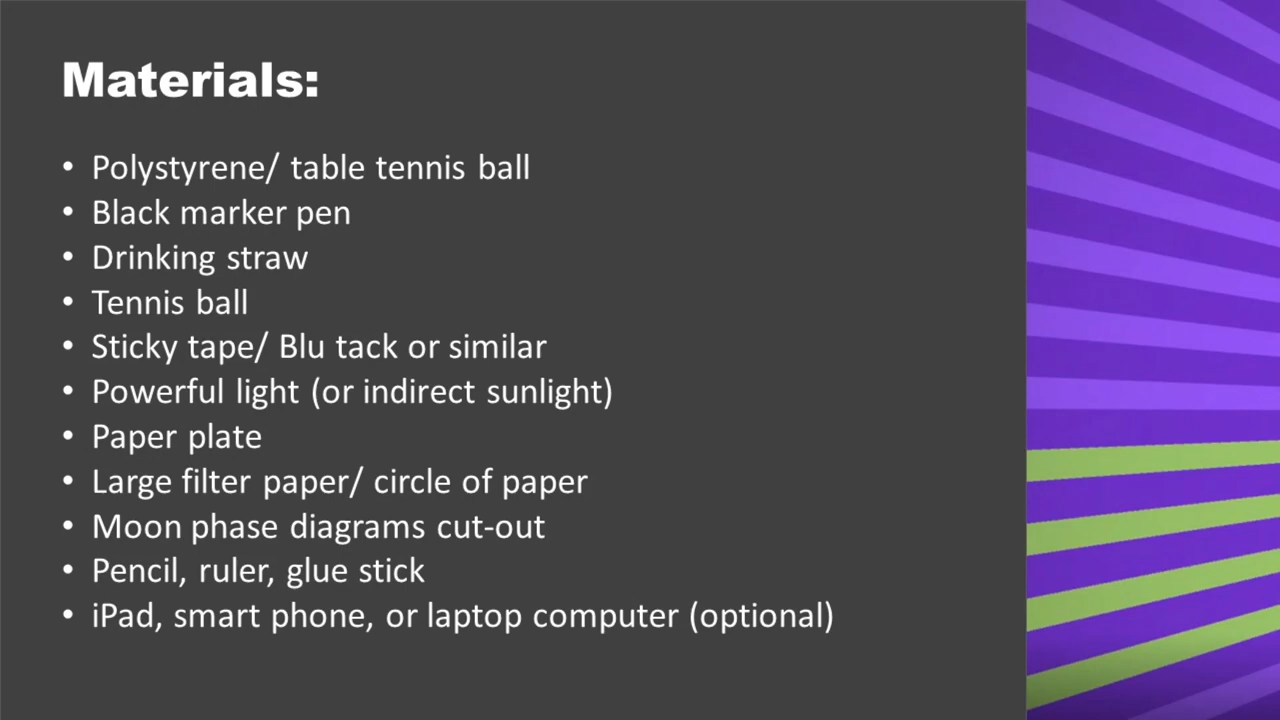 Materials:
• Polystyrene/ table tennis ball
• Black marker pen
• Drinking straw
• Tennis ball
• Sticky tape/ Blu tack or similar
• Powerful light (or indirect sunlight)
• Paper plate
• Large filter paper/ circle of paper
• Moon phase diagrams cut-out
• Pencil, ruler, glue stick
• iPad, smart phone, or laptop computer (optional)